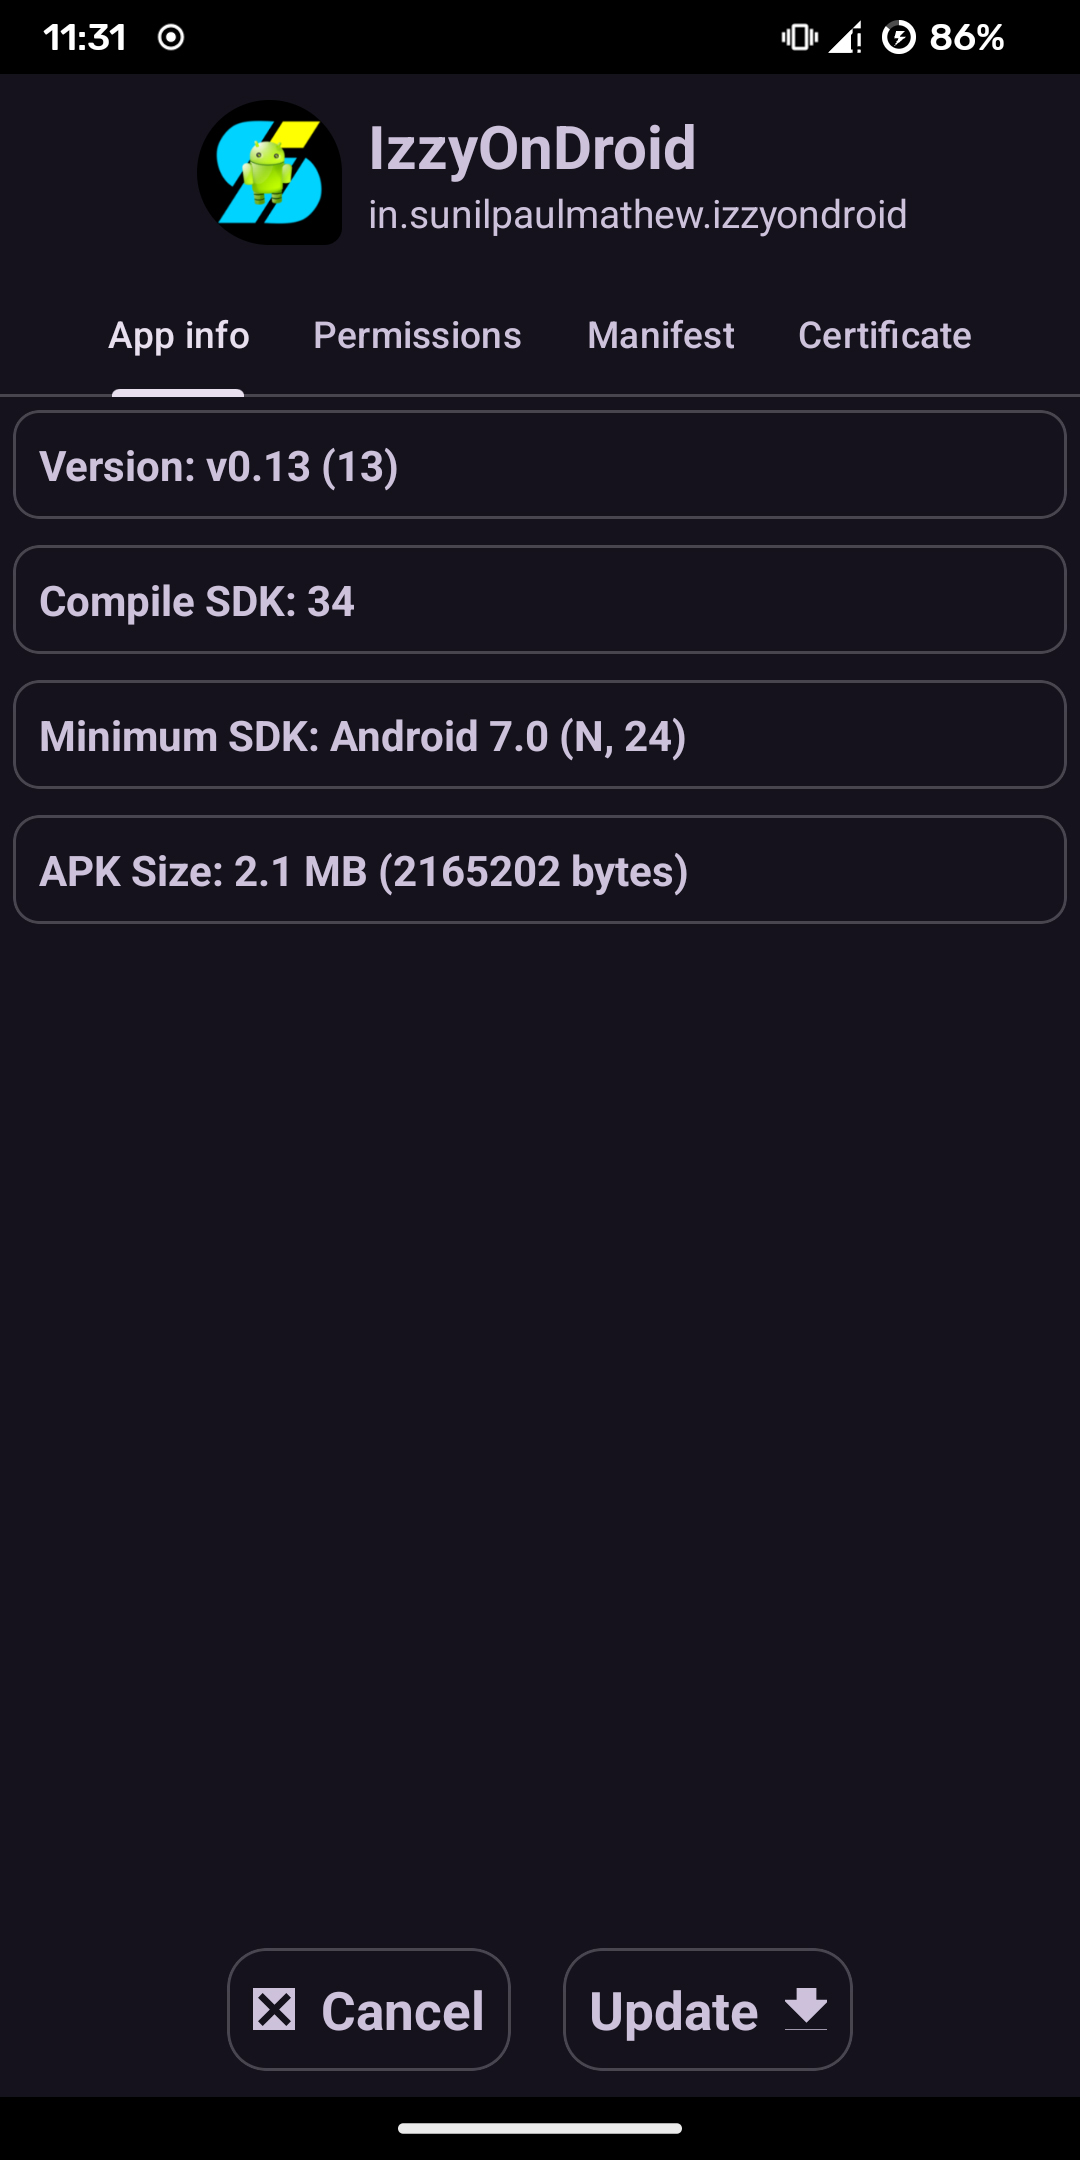 11:31 86%
IzzyOnDroid
in.sunilpaulmathew.izzyondroid
App info Permissions Manifest Certificate
Version: v0.13 (13)
Compile SDK: 34
Minimum SDK: Android 7.0 (N, 24)
APK Size: 2.1 MB (2165202 bytes)
Cancel Update